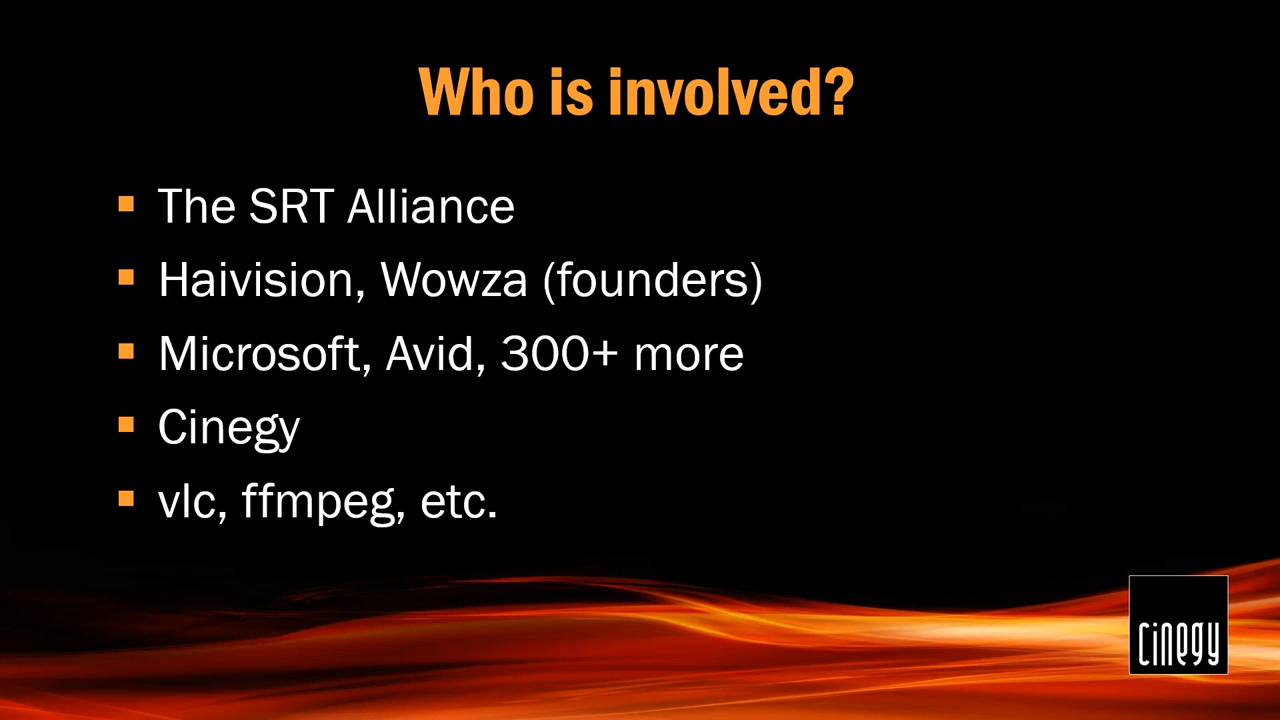 Who is involved?
The SRT Alliance
Haivision, Wowza (founders)
Microsoft, Avid, 300+ more
Cinegy
vlc, ffmpeg, etc.
cinegy